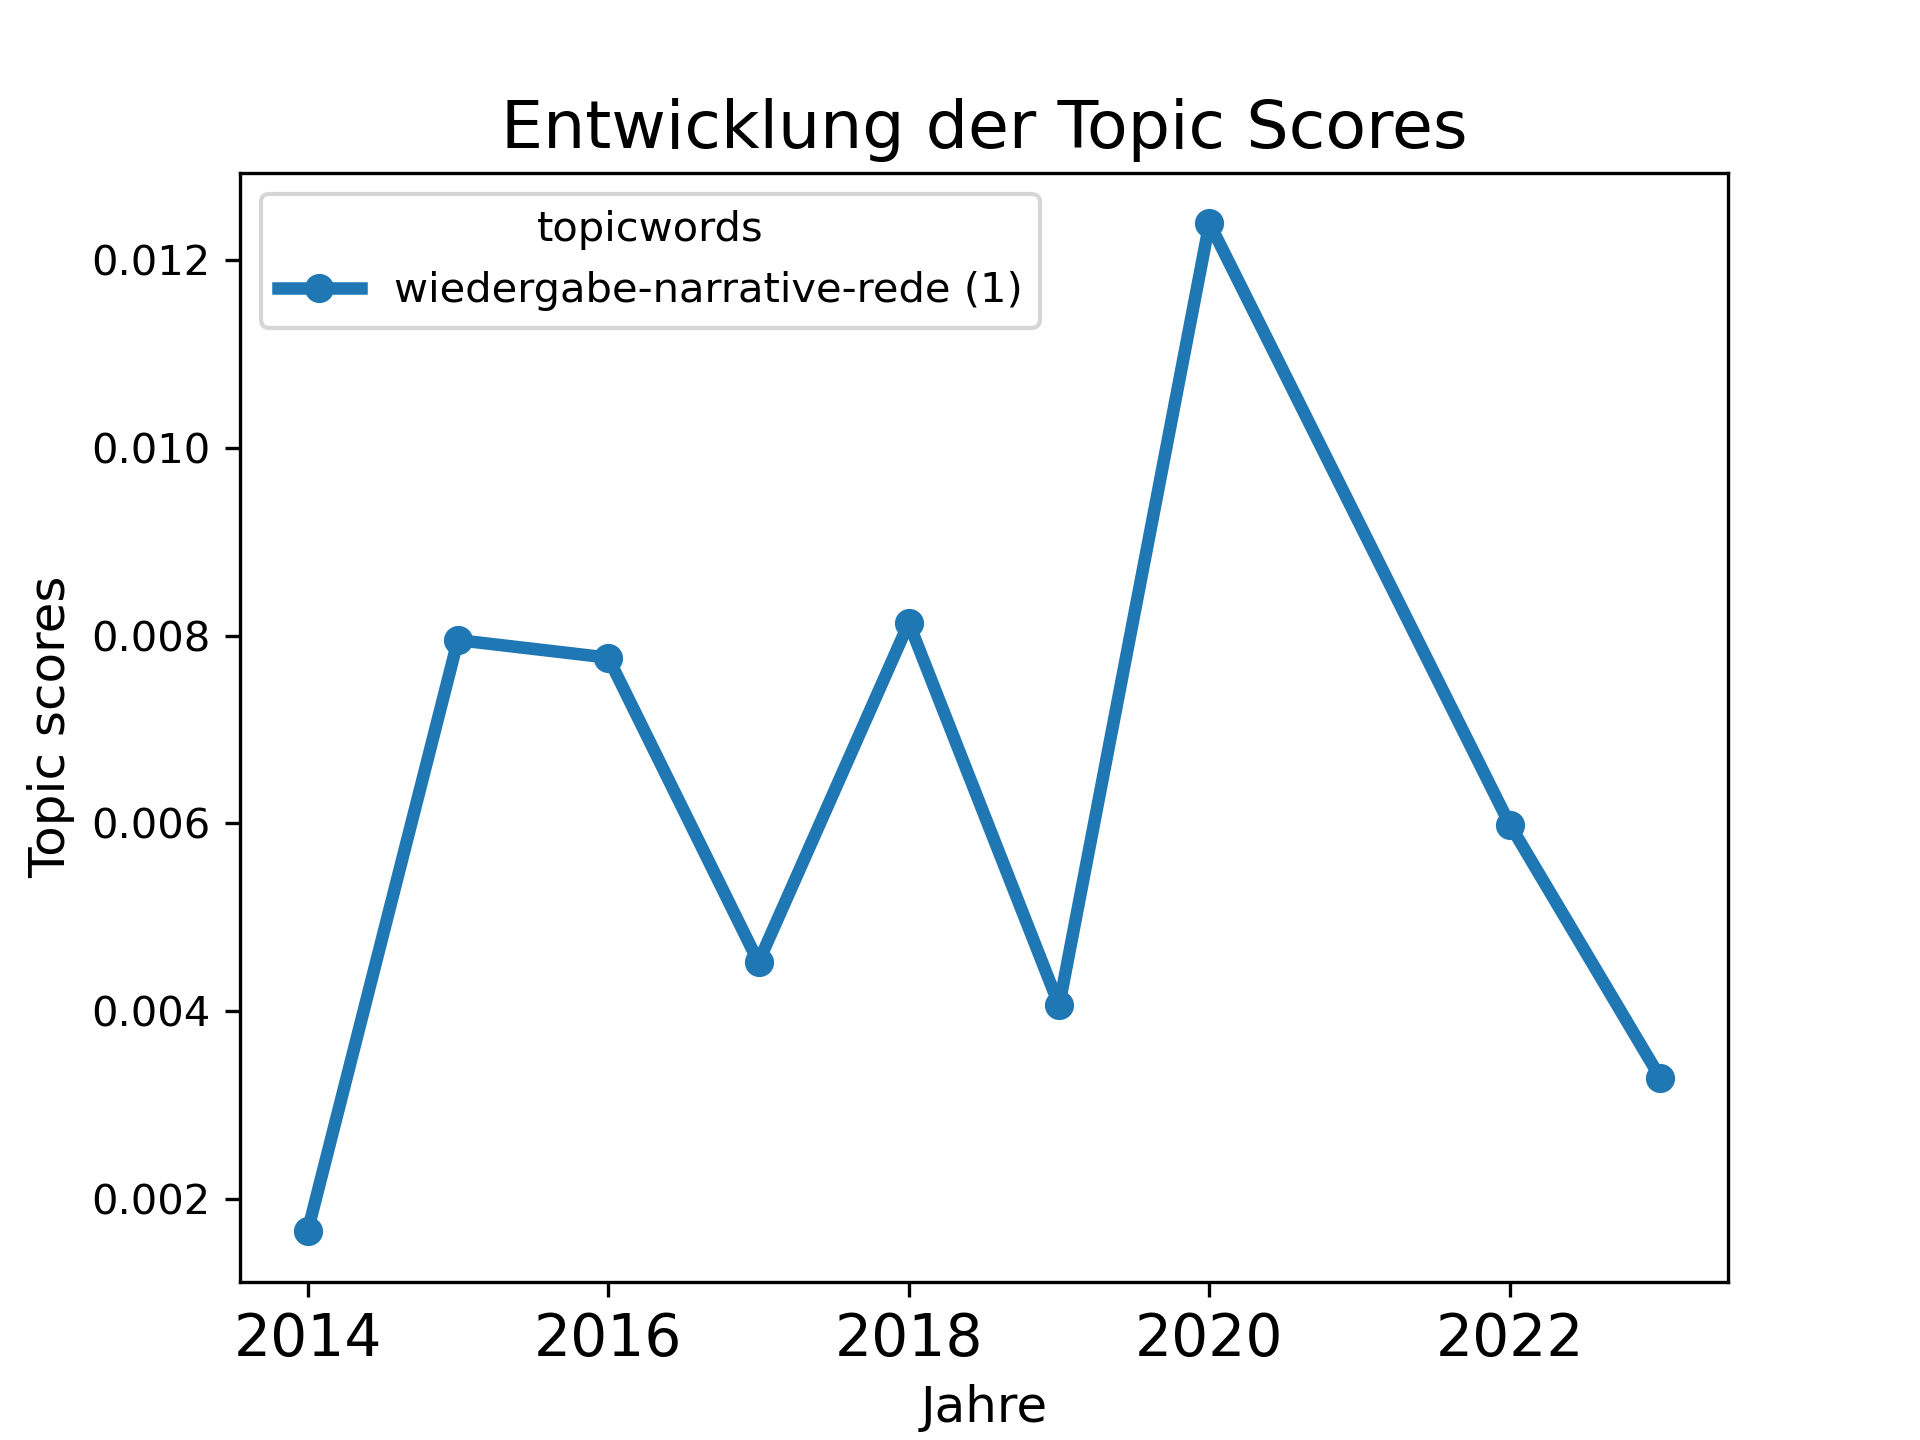 Entwicklung der Topic Scores
topicwords
wiedergabe-narrative-rede (1)
0.012
0.010
0.008
0.006
0.004
0.002
Topic scores
2014 2016 2018 2020 2022
Jahre